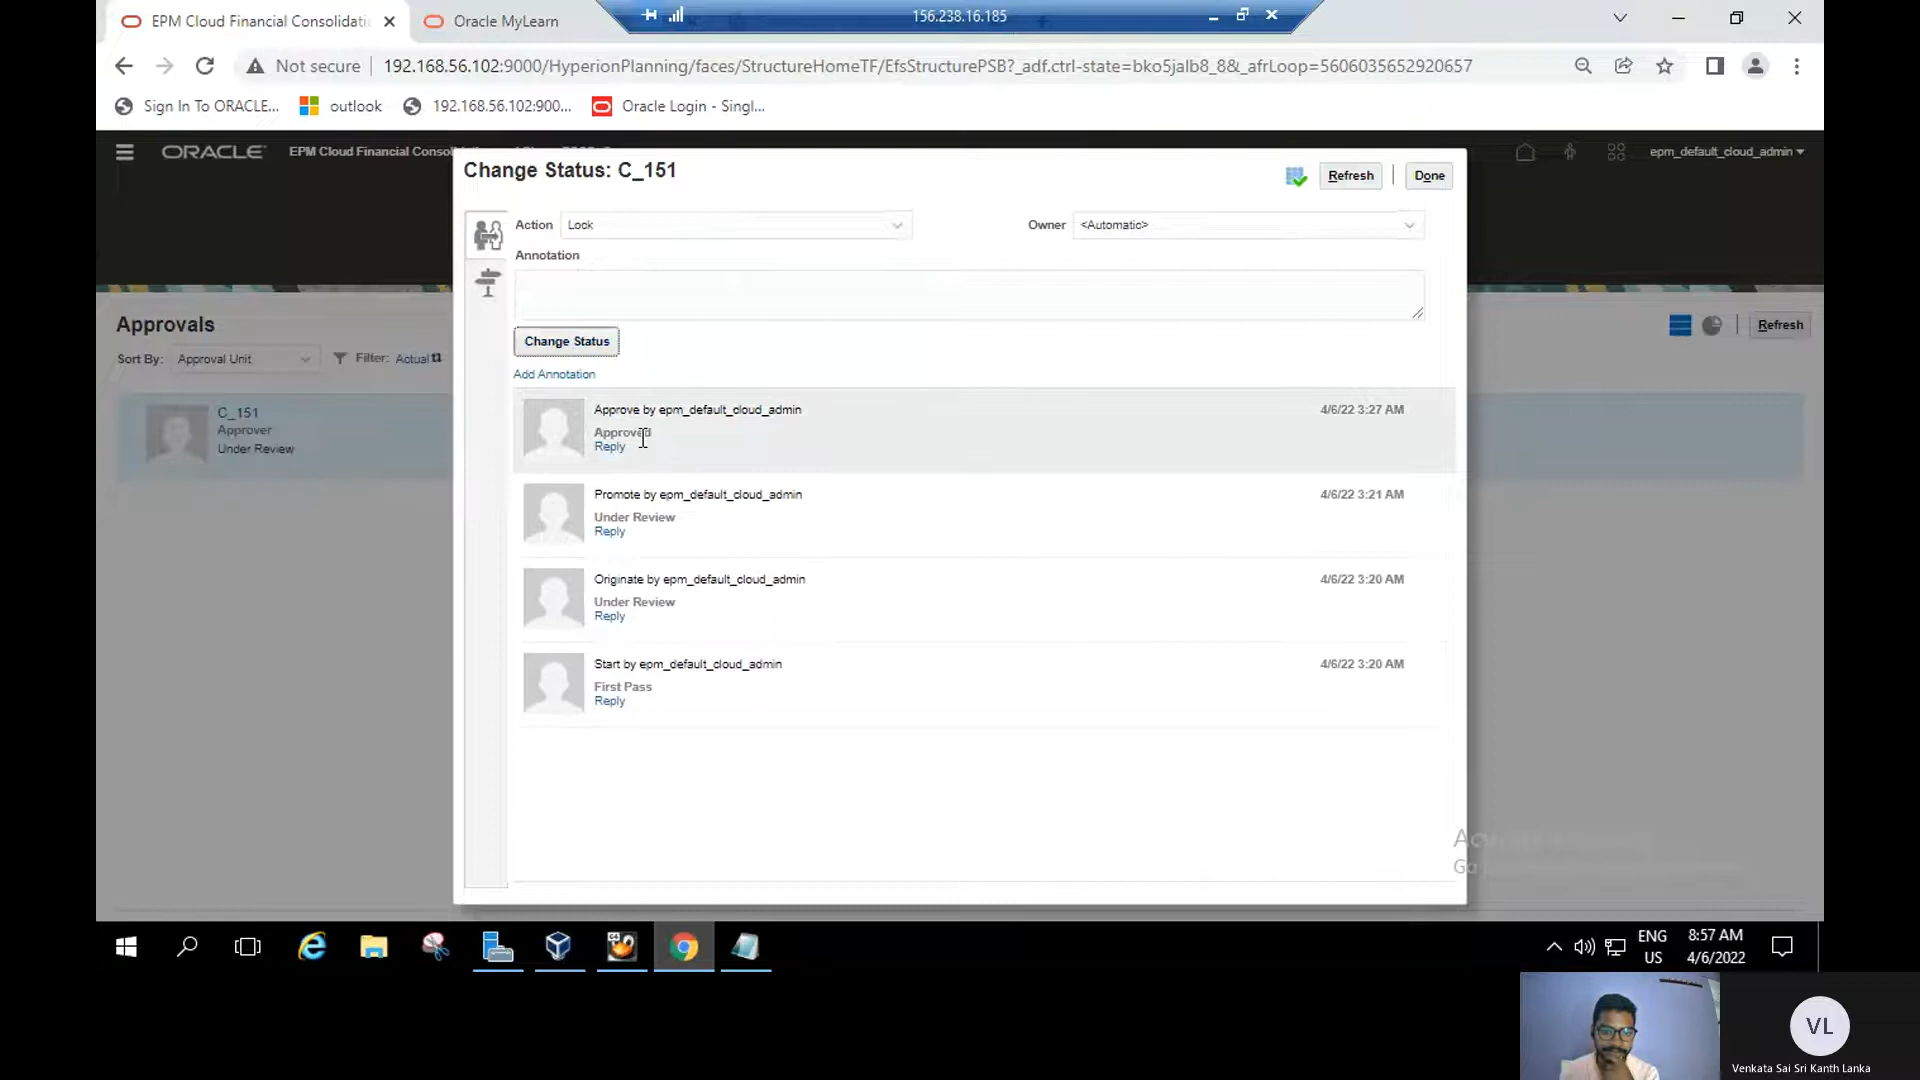 EPM Cloud Financial Consolidati
Oracle MyLearn
156.238.16.185
Not secure
192.168.56.102:9000/HyperionPlanning/faces/StructureHomeTF/EfsStructurePSB?_adf.ctrl-state=bko5jalb8_8&_afrLoop=5606035652920657
Sign In To ORACLE...
outlook
192.168.56.102:900...
Oracle Login - Singl...
ORACLE
EPM Cloud Financial Consol
epm_default_cloud_admin
Change Status: C_151
Refresh
Done
Action
Lock
Owner
<Automatic>
Annotation
Approvals
Refresh
Change Status
Sort By:
Approval Unit
Filter: Actual
Add Annotation
C_151
Approver
Under Review
Approve by epm_default_cloud_admin
4/6/22 3:27 AM
Approved
Reply
Promote by epm_default_cloud_admin
4/6/22 3:21 AM
Under Review
Reply
Originate by epm_default_cloud_admin
4/6/22 3:20 AM
Under Review
Reply
Start by epm_default_cloud_admin
4/6/22 3:20 AM
First Pass
Reply
ENG
US
8:57 AM
4/6/2022
VL
Venkata Sai Sri Kanth Lanka